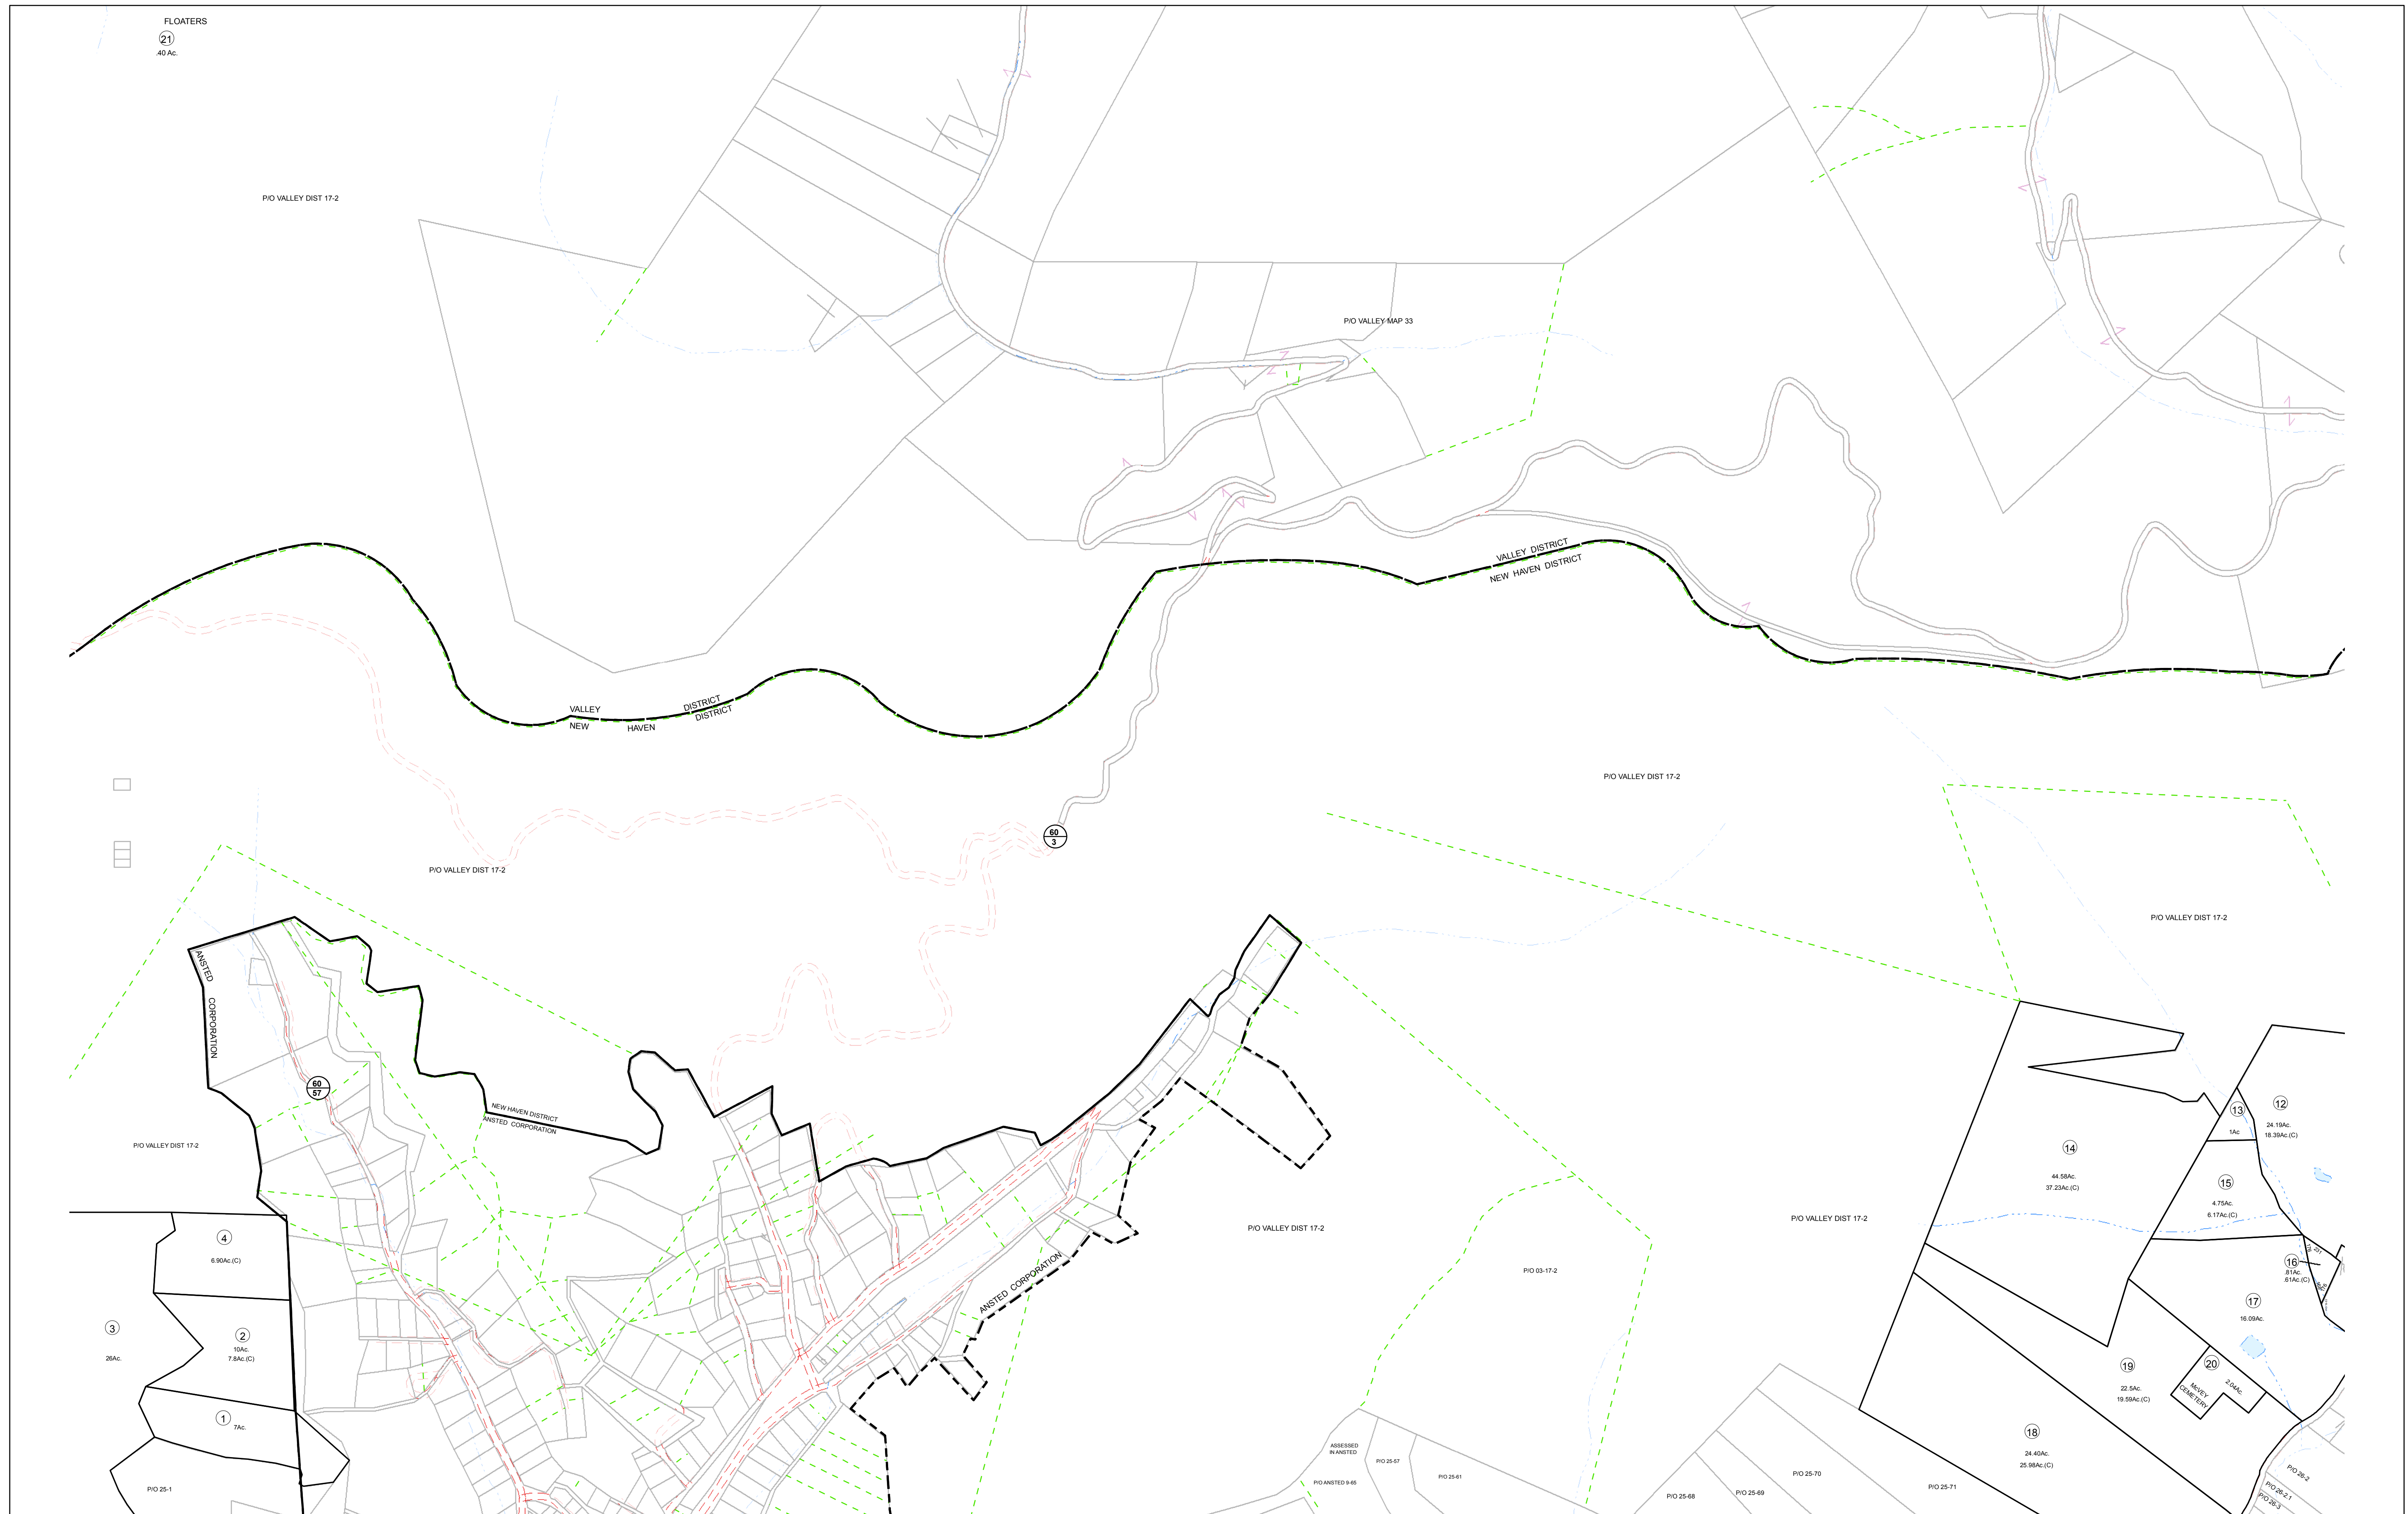 FLOATERS
21
.40 Ac.
P/O VALLEY DIST 17-2
P/O VALLEY MAP 33
VALLEY DISTRICT
NEW HAVEN DISTRICT
VALLEY DISTRICT
NEW HAVEN DISTRICT
P/O VALLEY DIST 17-2
60
3
P/O VALLEY DIST 17-2
P/O VALLEY DIST 17-2
ANSTED CORPORATION
60
57
NEW HAVEN DISTRICT
ANSTED CORPORATION
P/O VALLEY DIST 17-2
12
24.19Ac.
18.39Ac.(C)
13
1Ac
14
44.58Ac.
37.23Ac.(C)
15
4.75Ac.
6.17Ac.(C)
P/O VALLEY DIST 17-2
P/O VALLEY DIST 17-2
4
6.90Ac.(C)
ANSTED CORPORATION
P/O 03-17-2
16
.81Ac.
.61Ac.(C)
17
16.09Ac.
3
26Ac.
2
10Ac.
7.8Ac.(C)
19
22.5Ac.
19.59Ac.(C)
20
2.04Ac.
McVEY
CEMETERY
1
7Ac.
18
24.40Ac.
25.98Ac.(C)
ASSESSED
IN ANSTED
P/O ANSTED 9-65
P/O 25-57
P/O 25-61
P/O 25-1
P/O 25-68
P/O 25-69
P/O 25-70
P/O 25-71
P/O 26-2
P/O 26-2.1
P/O 26-3